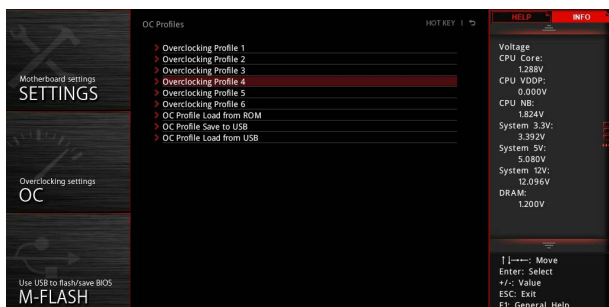 Motherboard settings
SETTINGS
Overclocking settings
OC
Use USB to flash/save BIOS
M-FLASH
OC Profiles
HOT KEY
Overclocking Profile 1
Overclocking Profile 2
Overclocking Profile 3
Overclocking Profile 4
Overclocking Profile 5
Overclocking Profile 6
OC Profile Load from ROM
OC Profile Save to USB
OC Profile Load from USB
HELP
INFO
Voltage
CPU Core:
1.288V
CPU VDDP:
0.000V
CPU NB:
1.824V
System 3.3V:
3.392V
System 5V:
5.080V
System 12V:
12.096V
DRAM:
1.200V
↑↓→←: Move
Enter: Select
+/-: Value
ESC: Exit
F1: General Help